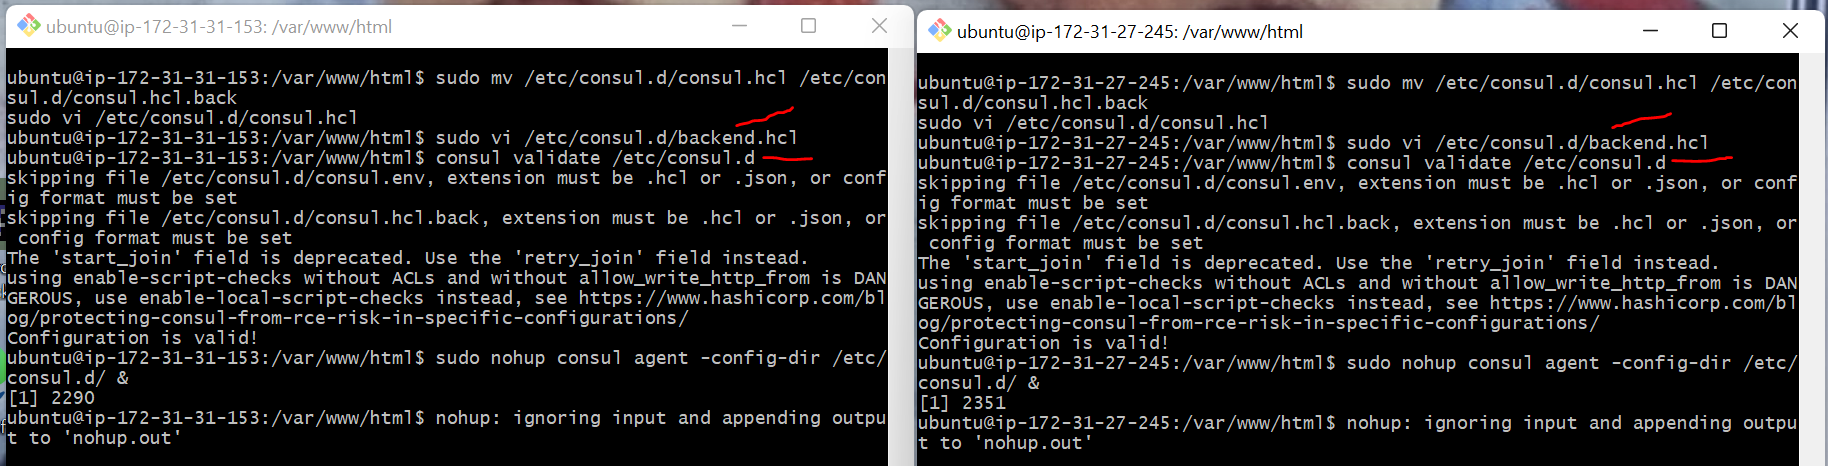 ubuntu@ip-172-31-31-153: /var/www/html
ubuntu@ip-172-31-31-153:/var/www/html$ sudo mv /etc/consul.d/consul.hcl /etc/con
sul.d/consul.hcl.back
sudo vi /etc/consul.d/consul.hcl
ubuntu@ip-172-31-31-153:/var/www/html$ sudo vi /etc/consul.d/backend.hcl
ubuntu@ip-172-31-31-153:/var/www/html$ consul validate /etc/consul.d
skipping file /etc/consul.d/consul.env, extension must be .hcl or .json, or conf
ig format must be set
skipping file /etc/consul.d/consul.hcl.back, extension must be .hcl or .json, or
 config format must be set
The 'start_join' field is deprecated. Use the 'retry_join' field instead.
using enable-script-checks without ACLs and without allow_write_http_from is DAN
GEROUS, use enable-local-script-checks instead, see https://www.hashicorp.com/bl
og/protecting-consul-from-rce-risk-in-specific-configurations/
Configuration is valid!
ubuntu@ip-172-31-31-153:/var/www/html$ sudo nohup consul agent -config-dir /etc/
consul.d/ &
[1] 2290
ubuntu@ip-172-31-31-153:/var/www/html$ nohup: ignoring input and appending outpu
t to 'nohup.out'
ubuntu@ip-172-31-27-245: /var/www/html
ubuntu@ip-172-31-27-245:/var/www/html$ sudo mv /etc/consul.d/consul.hcl /etc/con
sul.d/consul.hcl.back
sudo vi /etc/consul.d/consul.hcl
ubuntu@ip-172-31-27-245:/var/www/html$ sudo vi /etc/consul.d/backend.hcl
ubuntu@ip-172-31-27-245:/var/www/html$ consul validate /etc/consul.d
skipping file /etc/consul.d/consul.env, extension must be .hcl or .json, or conf
ig format must be set
skipping file /etc/consul.d/consul.hcl.back, extension must be .hcl or .json, or
 config format must be set
The 'start_join' field is deprecated. Use the 'retry_join' field instead.
using enable-script-checks without ACLs and without allow_write_http_from is DAN
GEROUS, use enable-local-script-checks instead, see https://www.hashicorp.com/bl
og/protecting-consul-from-rce-risk-in-specific-configurations/
Configuration is valid!
ubuntu@ip-172-31-27-245:/var/www/html$ sudo nohup consul agent -config-dir /etc/
consul.d/ &
[1] 2351
ubuntu@ip-172-31-27-245:/var/www/html$ nohup: ignoring input and appending outpu
t to 'nohup.out'